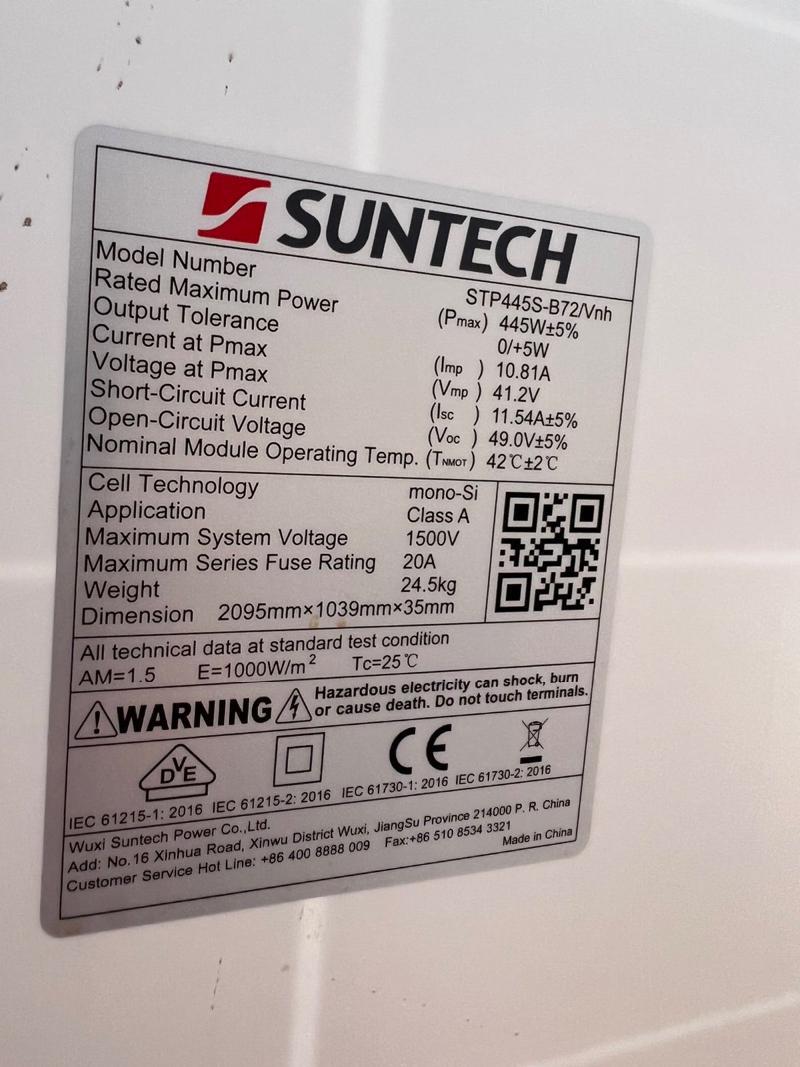 SUNTECH
Model Number STP445S-B72/Vnh
Rated Maximum Power (Pmax) 445W±5%
Output Tolerance 0/+5W
Current at Pmax (Imp) 10.81A
Voltage at Pmax (Vmp) 41.2V
Short-Circuit Current (Isc) 11.54A±5%
Open-Circuit Voltage (Voc) 49.0V±5%
Nominal Module Operating Temp. (TNMOT) 42℃±2℃
Cell Technology mono-Si
Application Class A
Maximum System Voltage 1500V
Maximum Series Fuse Rating 20A
Weight 24.5kg
Dimension 2095mm×1039mm×35mm
All technical data at standard test condition
AM=1.5 E=1000W/m² Tc=25℃
WARNING Hazardous electricity can shock, burn
or cause death. Do not touch terminals.
DVE CE
IEC 61215-1: 2016 IEC 61215-2: 2016 IEC 61730-1: 2016 IEC 61730-2: 2016
Wuxi Suntech Power Co.,Ltd.
Add: No.16 Xinhua Road, Xinwu District Wuxi, JiangSu Province 214000 P. R. China
Customer Service Hot Line: +86 400 8888 009 Fax:+86 510 8534 3321
Made in China